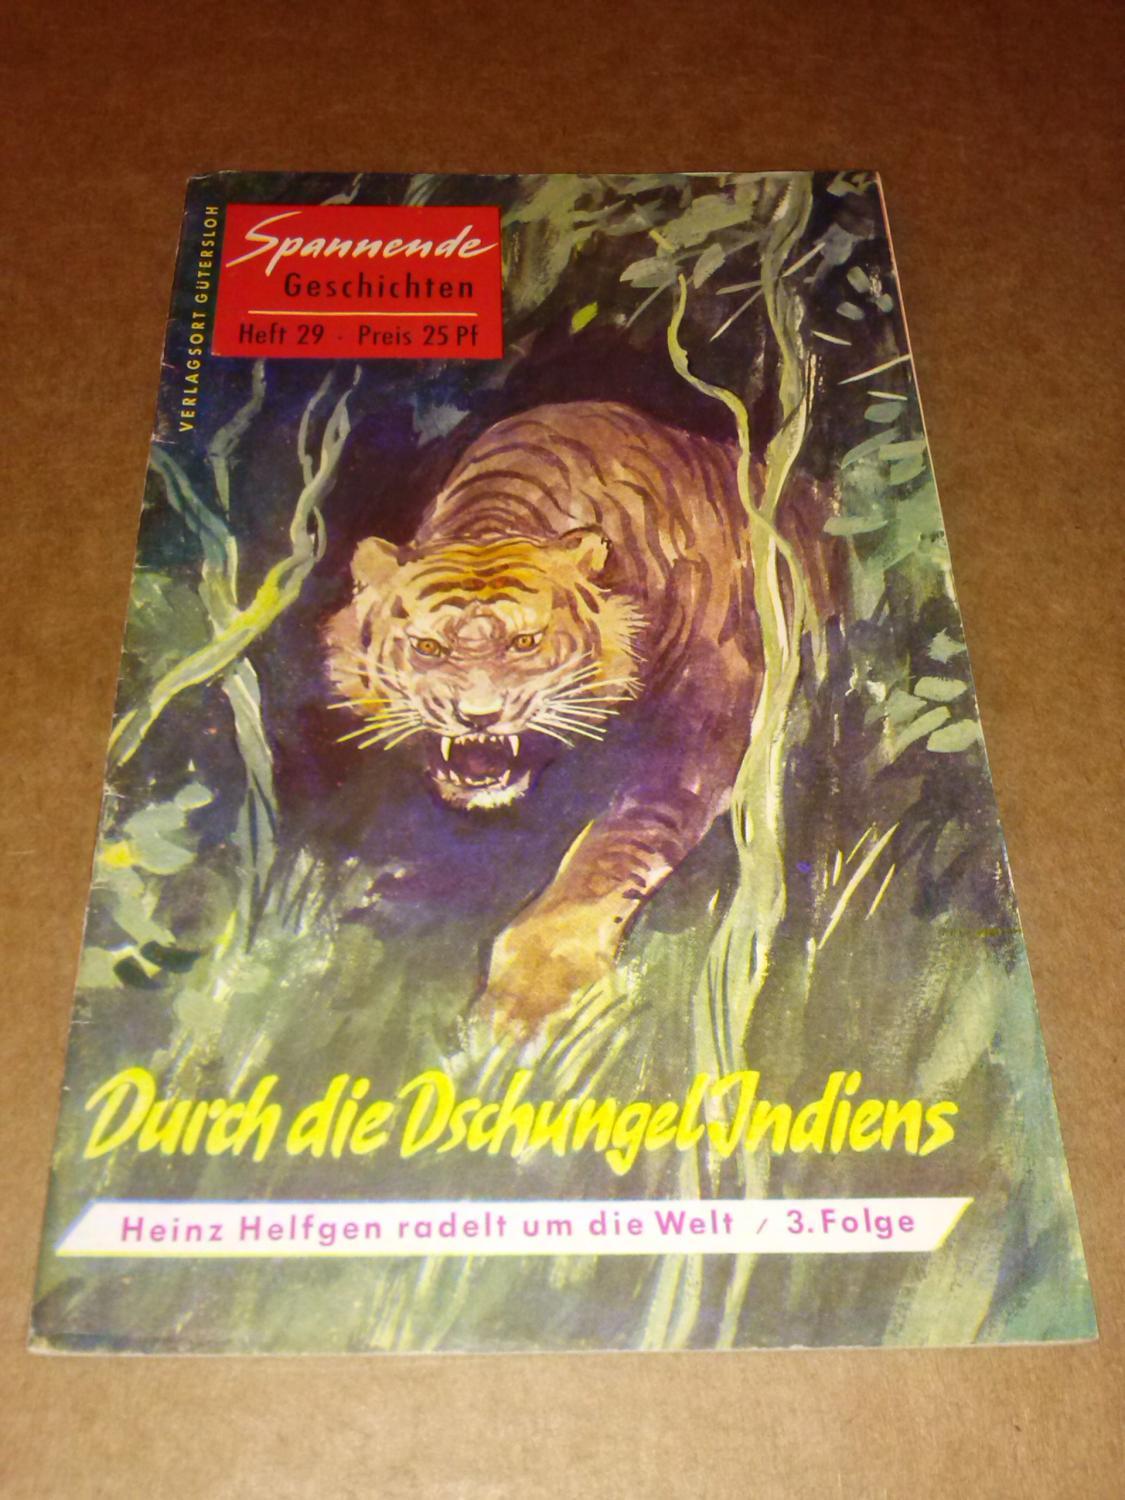 VERLAGSORT GÜTERSLOH
Spannende
Geschichten
Heft 29 · Preis 25 Pf
Durch die Dschungel Indiens
Heinz Helfgen radelt um die Welt / 3. Folge